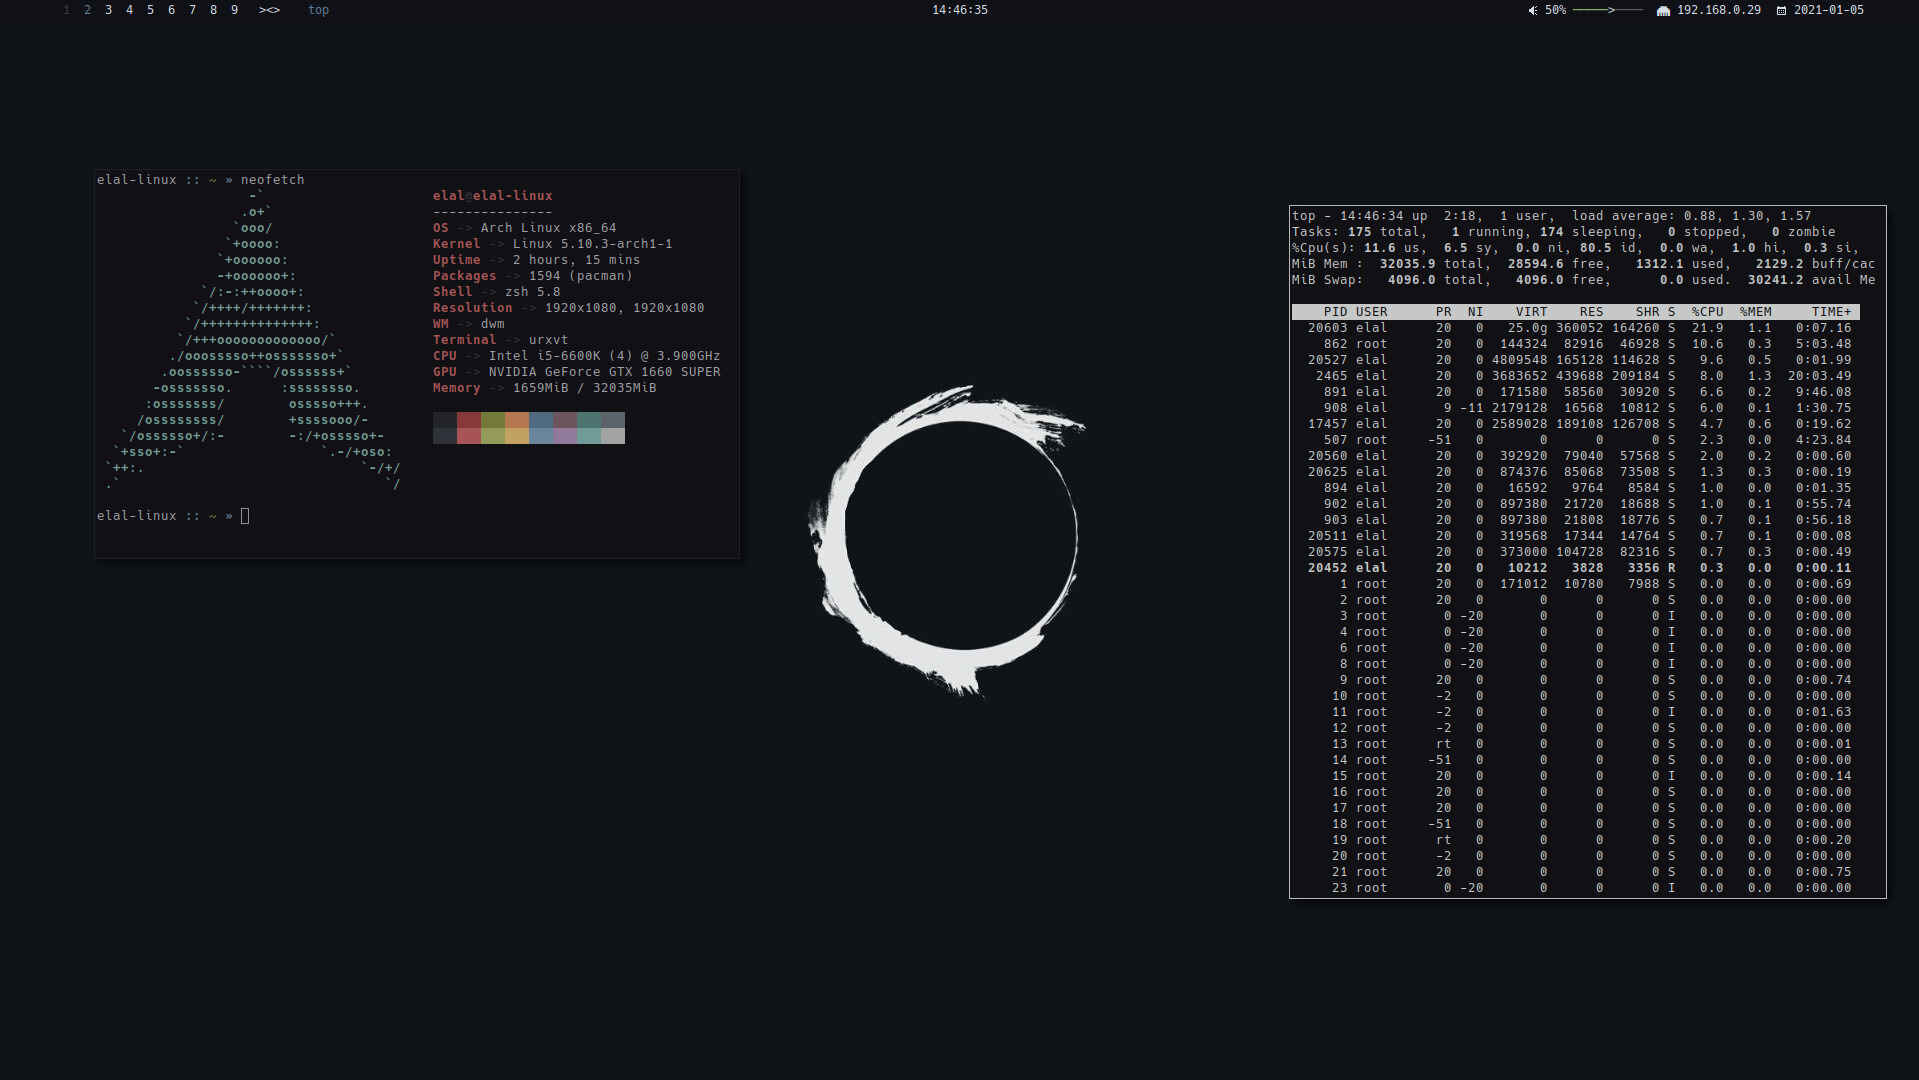 1 2 3 4 5 6 7 8 9 ><> top 14:46:35 50% ─────>──── 192.168.0.29 2021-01-05
elal-linux :: ~ » neofetch
-`
.o+`
`ooo/
`+oooo:
`+oooooo:
-+oooooo+:
`/:-:++oooo+:
`/++++/+++++++:
`/++++++++++++++:
`/+++ooooooooooooo/`
./ooosssso++osssssso+`
.oossssso-````/ossssss+`
-osssssso.      :ssssssso.
:osssssss/        osssso+++.
/ossssssss/        +ssssooo/-
`/ossssso+/:-        -:/+osssso+-
`+sso+:-`                 `.-/+oso:
`++:.                           `-/+/
.`                                 `/
elal@elal-linux
---------------
OS -> Arch Linux x86_64
Kernel -> Linux 5.10.3-arch1-1
Uptime -> 2 hours, 15 mins
Packages -> 1594 (pacman)
Shell -> zsh 5.8
Resolution -> 1920x1080, 1920x1080
WM -> dwm
Terminal -> urxvt
CPU -> Intel i5-6600K (4) @ 3.900GHz
GPU -> NVIDIA GeForce GTX 1660 SUPER
Memory -> 1659MiB / 32035MiB
elal-linux :: ~ »
top - 14:46:34 up  2:18,  1 user,  load average: 0.88, 1.30, 1.57
Tasks: 175 total,   1 running, 174 sleeping,   0 stopped,   0 zombie
%Cpu(s): 11.6 us,  6.5 sy,  0.0 ni, 80.5 id,  0.0 wa,  1.0 hi,  0.3 si,
MiB Mem :  32035.9 total,  28594.6 free,   1312.1 used,   2129.2 buff/cac
MiB Swap:   4096.0 total,   4096.0 free,      0.0 used.  30241.2 avail Me
PID USER PR NI VIRT RES SHR S %CPU %MEM TIME+
20603 elal 20 0 25.0g 360052 164260 S 21.9 1.1 0:07.16
862 root 20 0 144324 82916 46928 S 10.6 0.3 5:03.48
20527 elal 20 0 4809548 165128 114628 S 9.6 0.5 0:01.99
2465 elal 20 0 3683652 439688 209184 S 8.0 1.3 20:03.49
891 elal 20 0 171580 58560 30920 S 6.6 0.2 9:46.08
908 elal 9 -11 2179128 16568 10812 S 6.0 0.1 1:30.75
17457 elal 20 0 2589028 189108 126708 S 4.7 0.6 0:19.62
507 root -51 0 0 0 0 S 2.3 0.0 4:23.84
20560 elal 20 0 392920 79040 57568 S 2.0 0.2 0:00.60
20625 elal 20 0 874376 85068 73508 S 1.3 0.3 0:00.19
894 elal 20 0 16592 9764 8584 S 1.0 0.0 0:01.35
902 elal 20 0 897380 21720 18688 S 1.0 0.1 0:55.74
903 elal 20 0 897380 21808 18776 S 0.7 0.1 0:56.18
20511 elal 20 0 319568 17344 14764 S 0.7 0.1 0:00.08
20575 elal 20 0 373000 104728 82316 S 0.7 0.3 0:00.49
20452 elal 20 0 10212 3828 3356 R 0.3 0.0 0:00.11
1 root 20 0 171012 10780 7988 S 0.0 0.0 0:00.69
2 root 20 0 0 0 0 S 0.0 0.0 0:00.00
3 root 0 -20 0 0 0 I 0.0 0.0 0:00.00
4 root 0 -20 0 0 0 I 0.0 0.0 0:00.00
6 root 0 -20 0 0 0 I 0.0 0.0 0:00.00
8 root 0 -20 0 0 0 I 0.0 0.0 0:00.00
9 root 20 0 0 0 0 S 0.0 0.0 0:00.74
10 root -2 0 0 0 0 S 0.0 0.0 0:00.00
11 root -2 0 0 0 0 I 0.0 0.0 0:01.63
12 root -2 0 0 0 0 S 0.0 0.0 0:00.00
13 root rt 0 0 0 0 S 0.0 0.0 0:00.01
14 root -51 0 0 0 0 S 0.0 0.0 0:00.00
15 root 20 0 0 0 0 I 0.0 0.0 0:00.14
16 root 20 0 0 0 0 S 0.0 0.0 0:00.00
17 root 20 0 0 0 0 S 0.0 0.0 0:00.00
18 root -51 0 0 0 0 S 0.0 0.0 0:00.00
19 root rt 0 0 0 0 S 0.0 0.0 0:00.20
20 root -2 0 0 0 0 S 0.0 0.0 0:00.00
21 root 20 0 0 0 0 S 0.0 0.0 0:00.75
23 root 0 -20 0 0 0 I 0.0 0.0 0:00.00